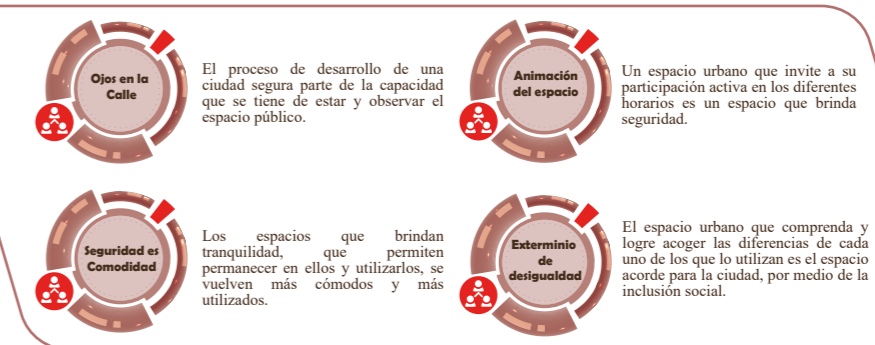 Ojos en la
Calle
El proceso de desarrollo de una
ciudad segura parte de la capacidad
que se tiene de estar y observar el
espacio público.
Animación
del espacio
Un espacio urbano que invite a su
participación activa en los diferentes
horarios es un espacio que brinda
seguridad.
Seguridad es
Comodidad
Los espacios que brindan
tranquilidad, que permiten
permanecer en ellos y utilizarlos, se
vuelven más cómodos y más
utilizados.
Exterminio
de
desigualdad
El espacio urbano que comprenda y
logre acoger las diferencias de cada
uno de los que lo utilizan es el espacio
acorde para la ciudad, por medio de la
inclusión social.